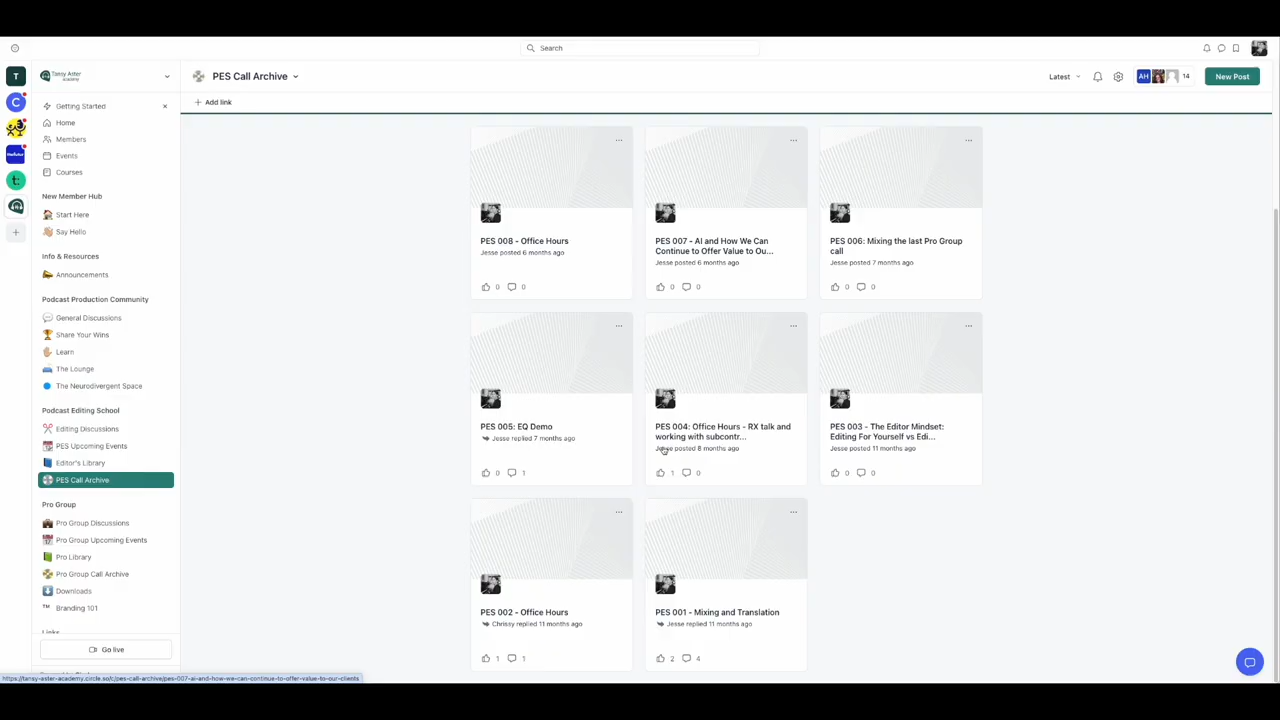 Search
T
Tansy Aster
academy
PES Call Archive
Latest
AH
14
New Post
C
Getting Started
Add link
Home
Members
Events
Courses
New Member Hub
Start Here
Say Hello
Info & Resources
Announcements
Podcast Production Community
General Discussions
Share Your Wins
Learn
The Lounge
The Neurodivergent Space
Podcast Editing School
Editing Discussions
PES Upcoming Events
Editor's Library
PES Call Archive
Pro Group
Pro Group Discussions
Pro Group Upcoming Events
Pro Library
Pro Group Call Archive
Downloads
TM Branding 101
Links
Go live
PES 008 - Office Hours
Jesse posted 6 months ago
0 0
PES 007 - AI and How We Can
Continue to Offer Value to Ou...
Jesse posted 6 months ago
0 0
PES 006: Mixing the last Pro Group
call
Jesse posted 7 months ago
0 0
PES 005: EQ Demo
Jesse replied 7 months ago
0 1
PES 004: Office Hours - RX talk and
working with subcontr...
Jesse posted 8 months ago
1 0
PES 003 - The Editor Mindset:
Editing For Yourself vs Edi...
Jesse posted 11 months ago
0 0
PES 002 - Office Hours
Chrissy replied 11 months ago
1 1
PES 001 - Mixing and Translation
Jesse replied 11 months ago
2 4
https://tansy-aster-academy.circle.so/c/pes-call-archive/pes-007-ai-and-how-we-can-continue-to-offer-value-to-our-clients